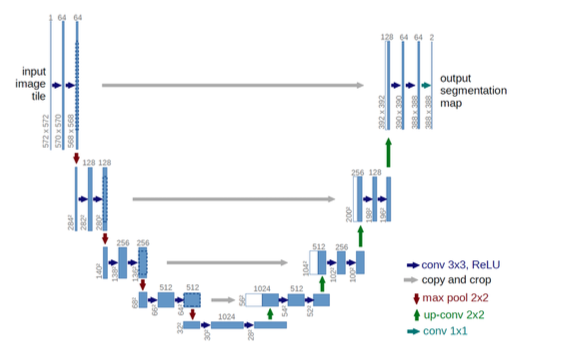 1 64 64
128 64 64 2
input
image
tile
output
segmentation
map
572 x 572
570 x 570
568 x 568
392 x 392
390 x 390
388 x 388
388 x 388
128 128
256 128
284²
282²
280²
200²
198²
196²
256 256
512 256
140²
138²
136²
104²
102²
100²
512 512
1024 512
68²
66²
64²
56²
54²
52²
1024
32²
30²
28²
conv 3x3, ReLU
copy and crop
max pool 2x2
up-conv 2x2
conv 1x1